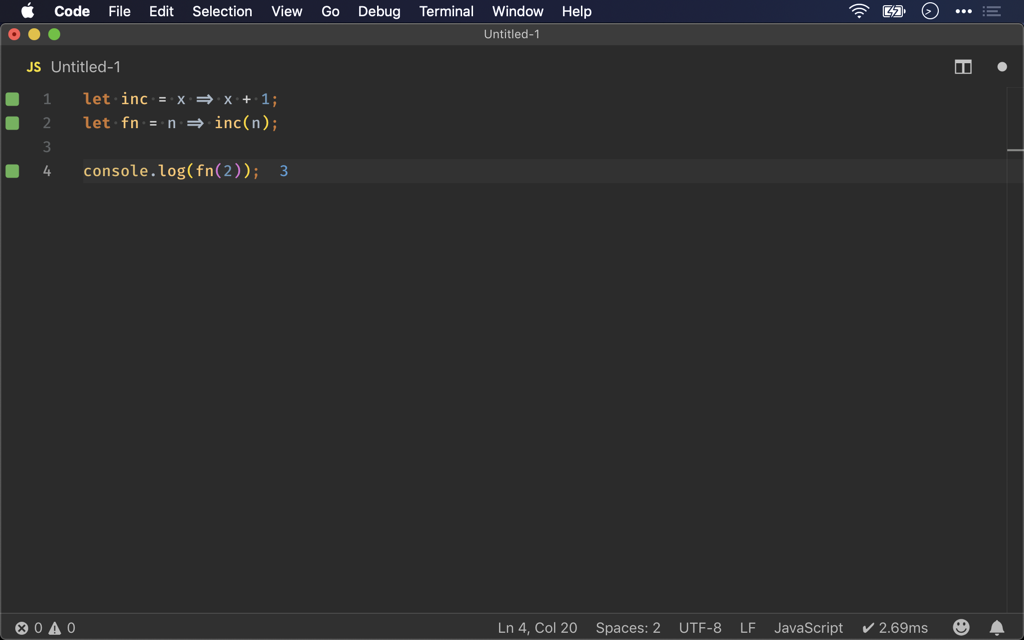 Code File Edit Selection View Go Debug Terminal Window Help
Untitled-1
JS Untitled-1
1 let inc = x => x + 1;
2 let fn = n => inc(n);
3
4 console.log(fn(2)); 3
0 0 Ln 4, Col 20 Spaces: 2 UTF-8 LF JavaScript ✔ 2.69ms